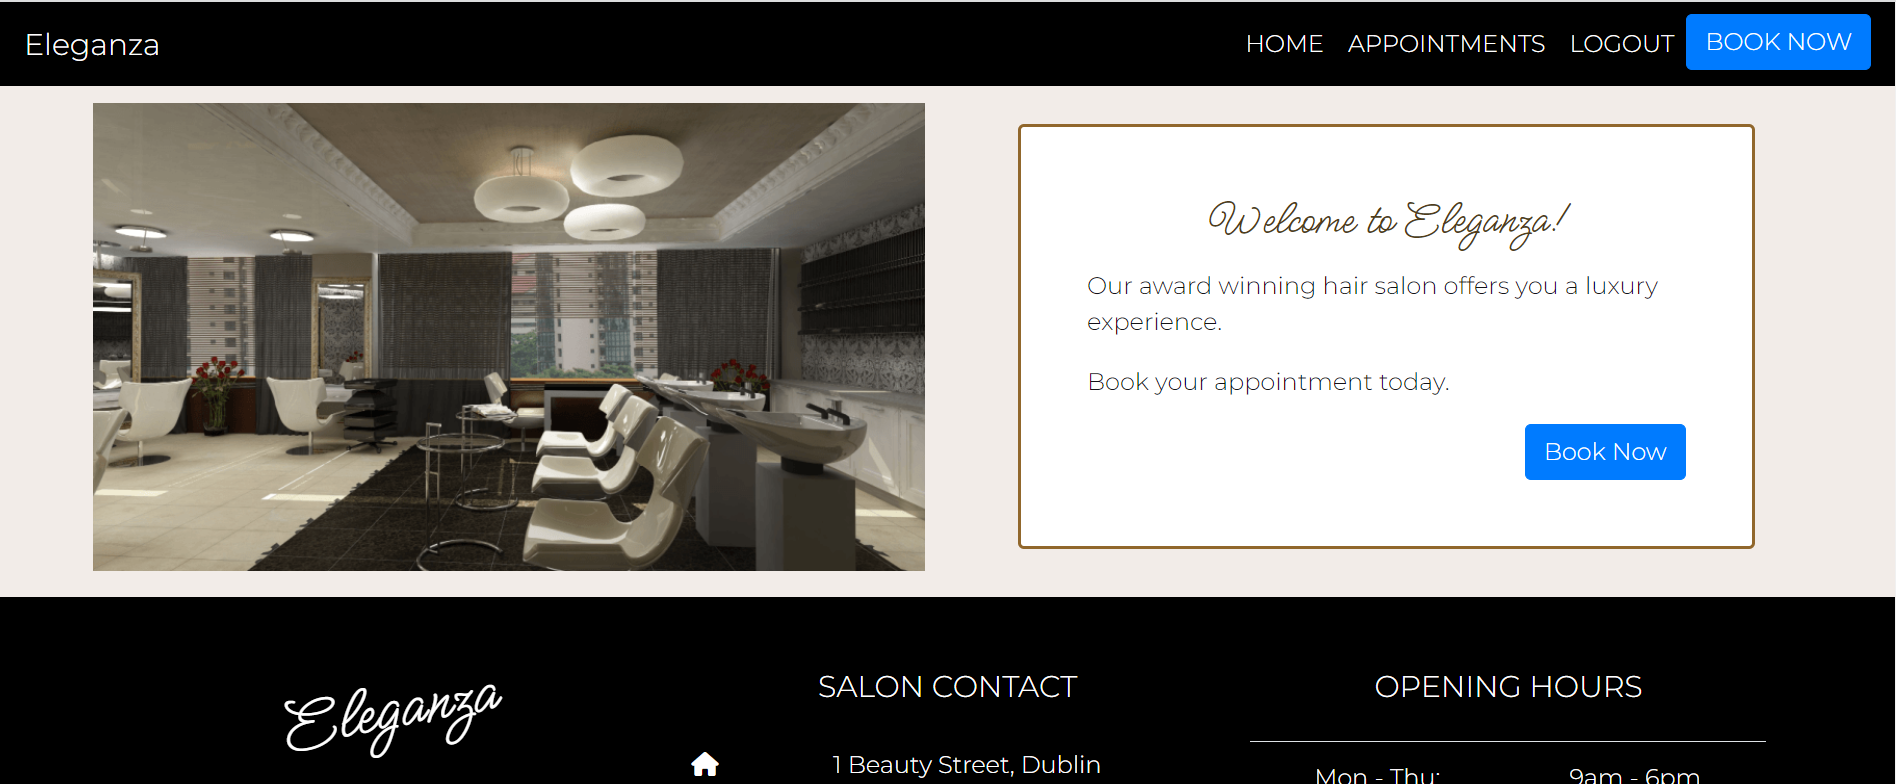 Eleganza
HOME APPOINTMENTS LOGOUT BOOK NOW
Welcome to Eleganza!
Our award winning hair salon offers you a luxury
experience.
Book your appointment today.
Book Now
Eleganza
SALON CONTACT
1 Beauty Street, Dublin
OPENING HOURS
Mon - Thu: 9am - 6pm